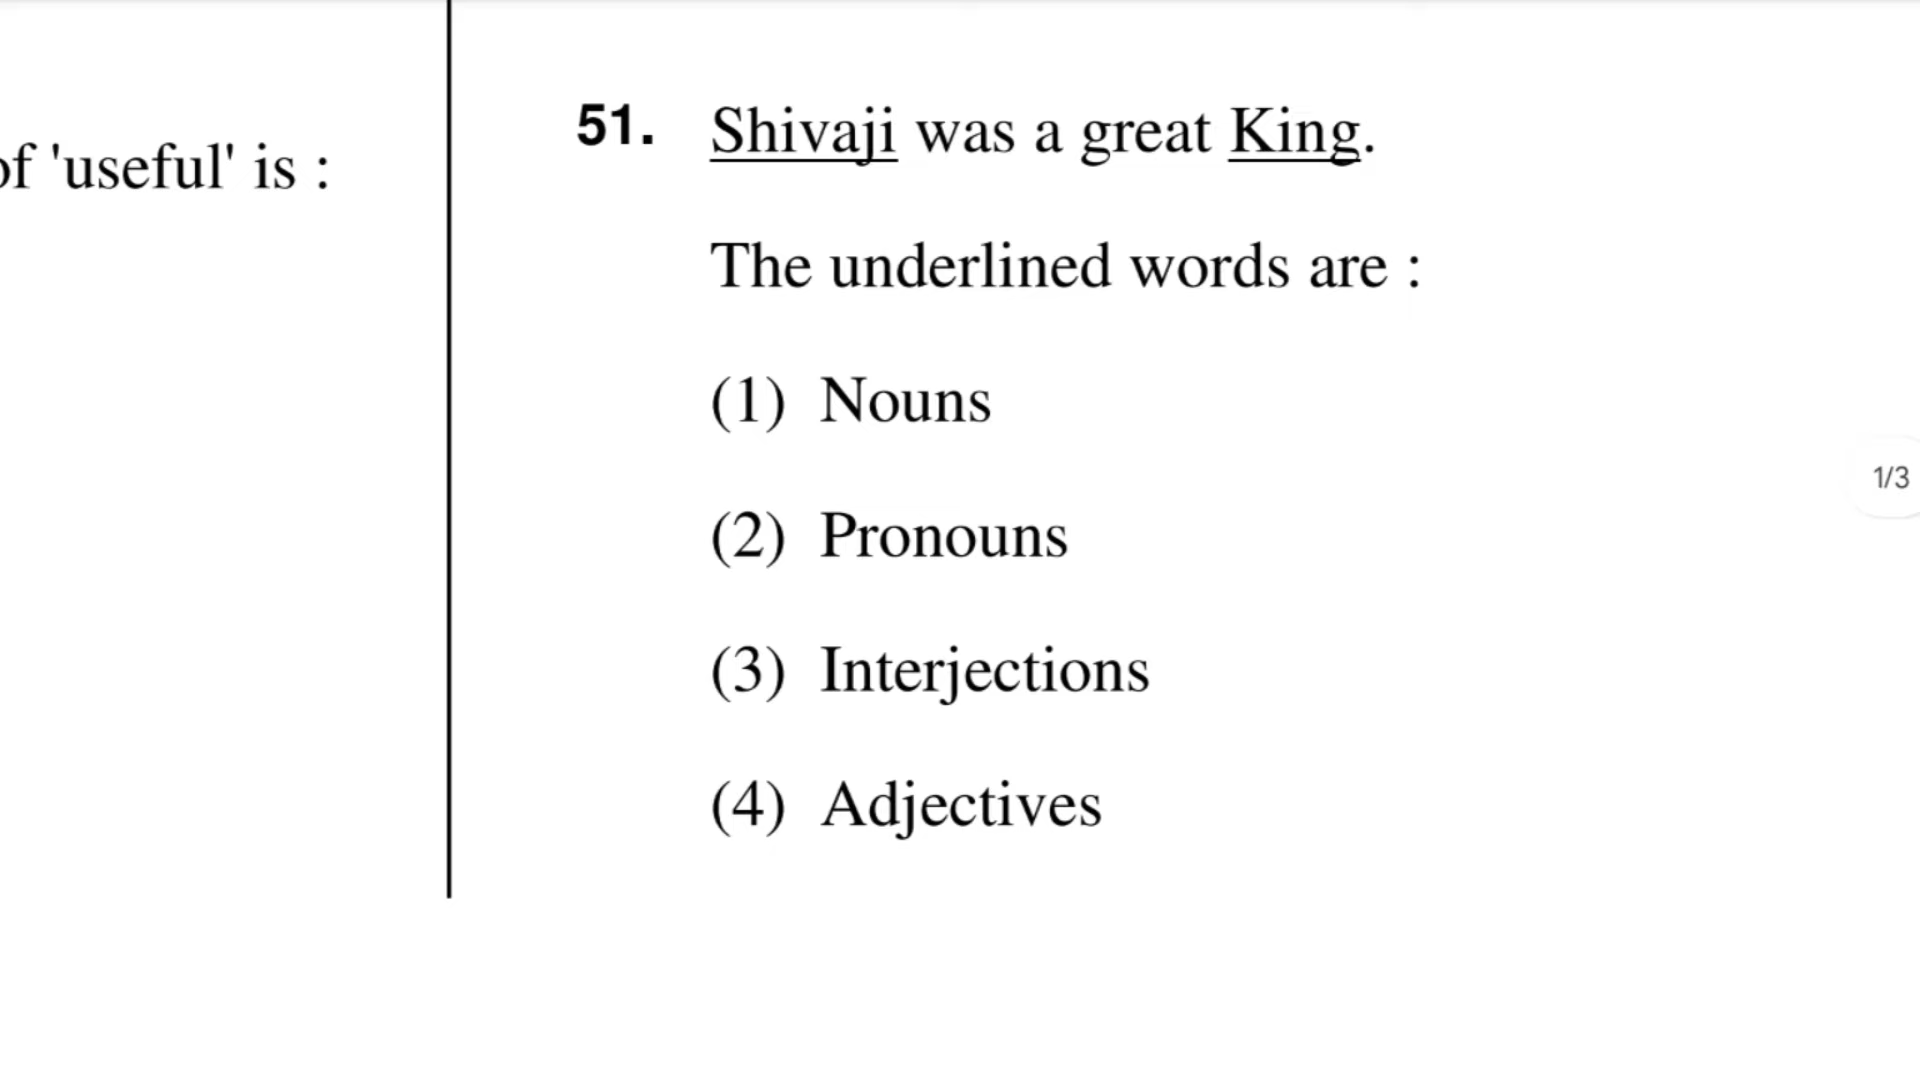 of 'useful' is :
51. Shivaji was a great King.
The underlined words are :
(1) Nouns
(2) Pronouns
(3) Interjections
(4) Adjectives
1/3